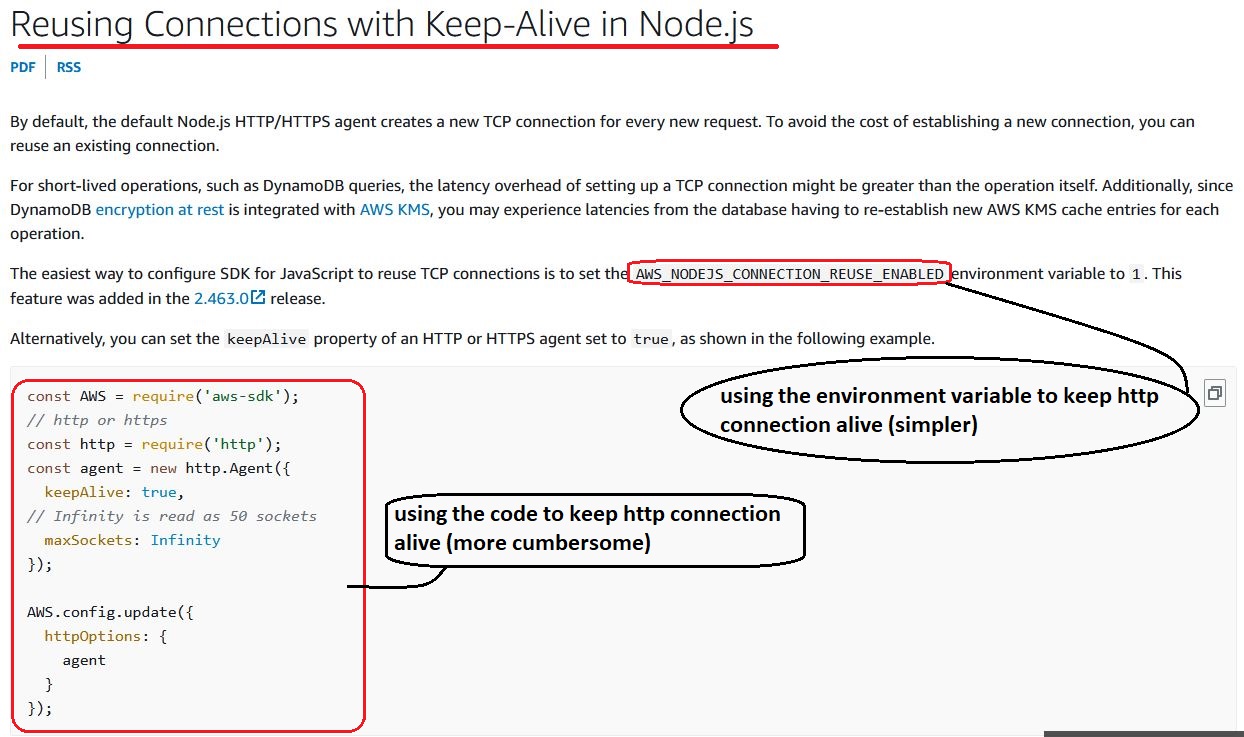 Reusing Connections with Keep-Alive in Node.js
PDF RSS
By default, the default Node.js HTTP/HTTPS agent creates a new TCP connection for every new request. To avoid the cost of establishing a new connection, you can
reuse an existing connection.
For short-lived operations, such as DynamoDB queries, the latency overhead of setting up a TCP connection might be greater than the operation itself. Additionally, since
DynamoDB encryption at rest is integrated with AWS KMS, you may experience latencies from the database having to re-establish new AWS KMS cache entries for each
operation.
The easiest way to configure SDK for JavaScript to reuse TCP connections is to set the AWS_NODEJS_CONNECTION_REUSE_ENABLED environment variable to 1. This
feature was added in the 2.463.0 release.
Alternatively, you can set the keepAlive property of an HTTP or HTTPS agent set to true, as shown in the following example.
const AWS = require('aws-sdk');
// http or https
const http = require('http');
const agent = new http.Agent({
  keepAlive: true,
// Infinity is read as 50 sockets
  maxSockets: Infinity
});
AWS.config.update({
  httpOptions: {
    agent
  }
});
using the environment variable to keep http
connection alive (simpler)
using the code to keep http connection
alive (more cumbersome)